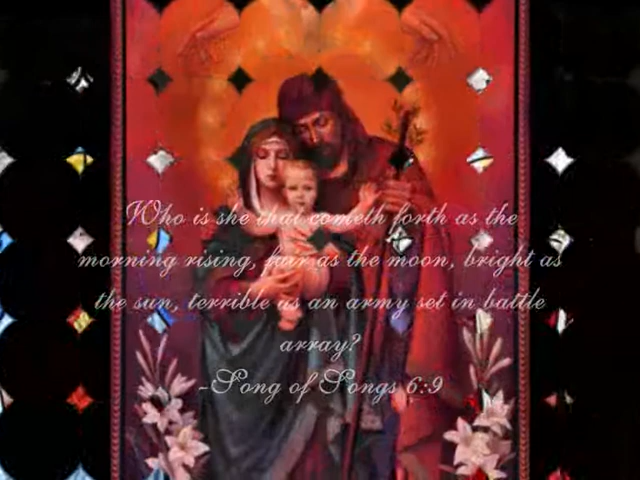 Who is she that cometh forth as the
morning rising, fair as the moon, bright as
the sun, terrible as an army set in battle
array?
-Song of Songs 6:9